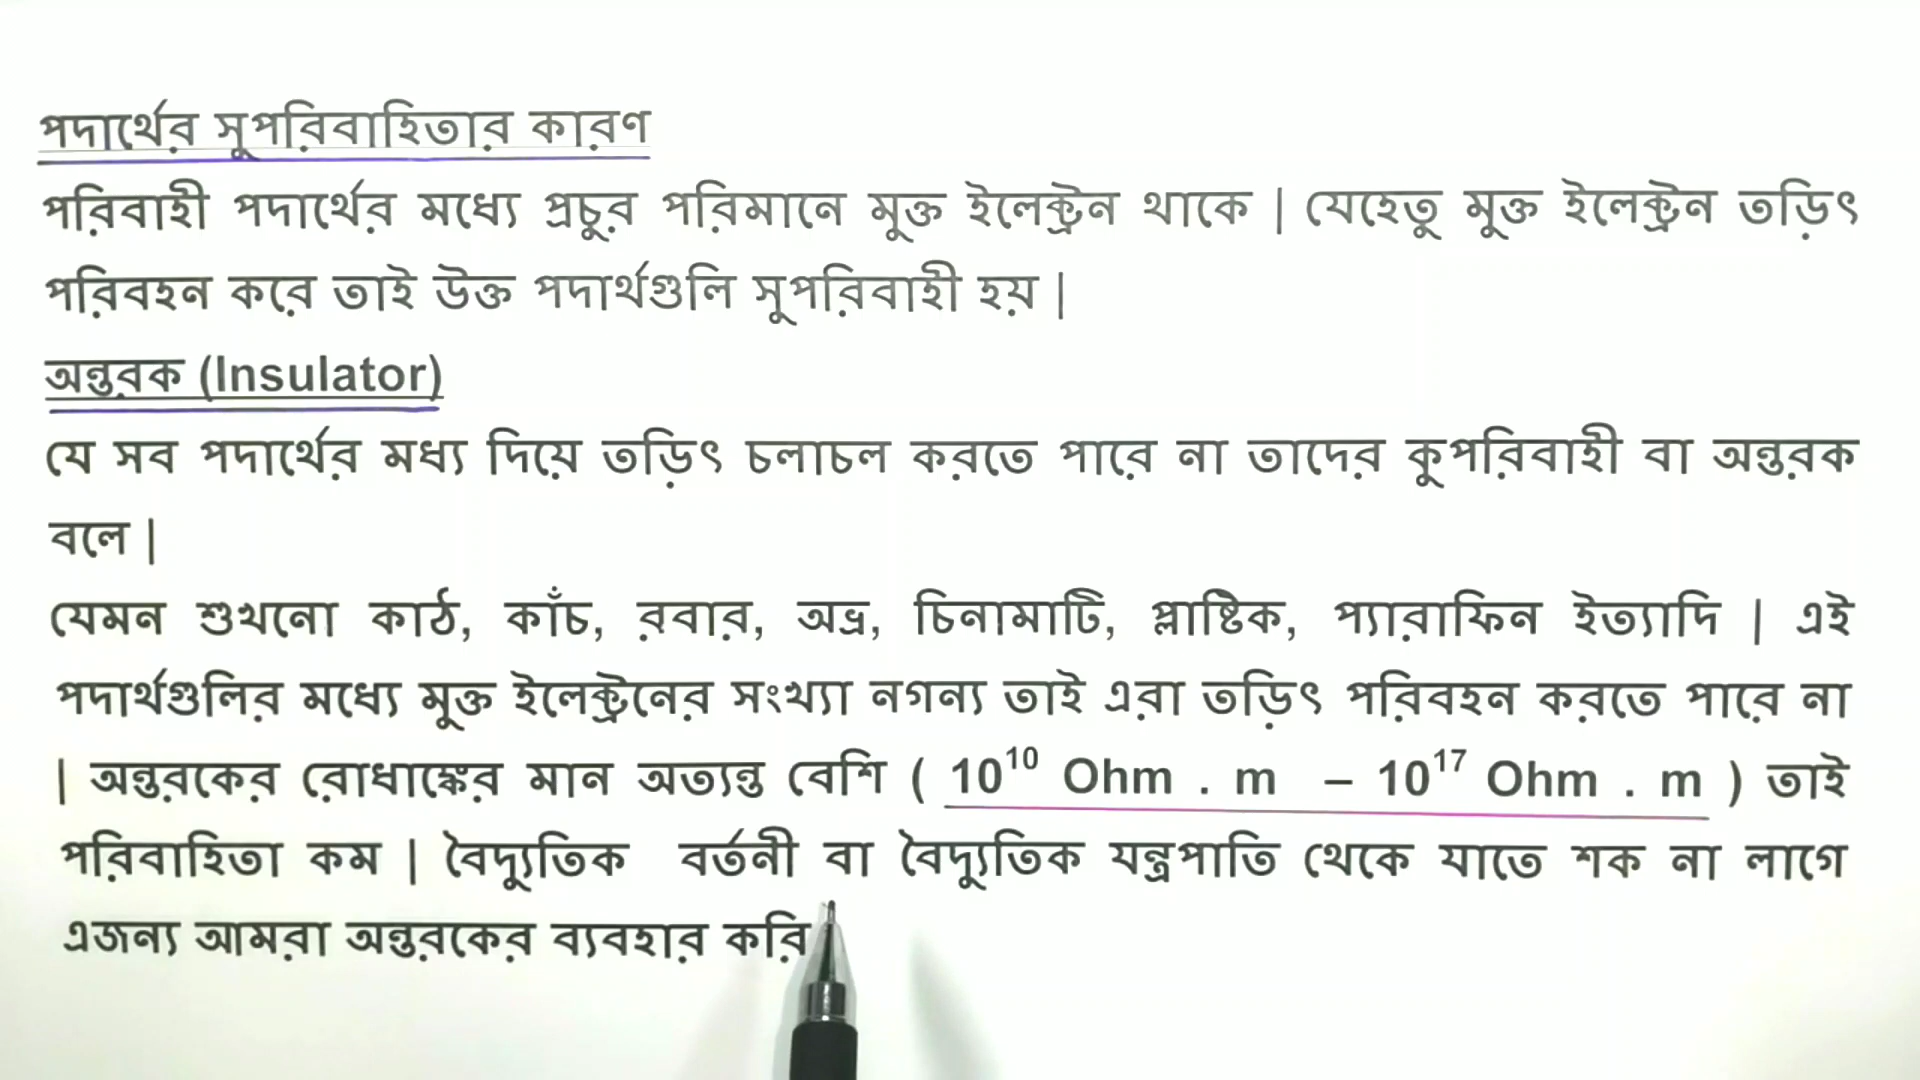 পদার্থের সুপরিবাহিতার কারণ
পরিবাহী পদার্থের মধ্যে প্রচুর পরিমানে মুক্ত ইলেক্ট্রন থাকে | যেহেতু মুক্ত ইলেক্ট্রন তড়িৎ
পরিবহন করে তাই উক্ত পদার্থগুলি সুপরিবাহী হয় |
অন্তরক (Insulator)
যে সব পদার্থের মধ্য দিয়ে তড়িৎ চলাচল করতে পারে না তাদের কুপরিবাহী বা অন্তরক
বলে |
যেমন শুখনো কাঠ, কাঁচ, রবার, অভ্র, চিনামাটি, প্লাষ্টিক, প্যারাফিন ইত্যাদি | এই
পদার্থগুলির মধ্যে মুক্ত ইলেক্ট্রনের সংখ্যা নগন্য তাই এরা তড়িৎ পরিবহন করতে পারে না
| অন্তরকের রোধাঙ্কের মান অত্যন্ত বেশি ( 10¹⁰ Ohm . m – 10¹⁷ Ohm . m ) তাই
পরিবাহিতা কম | বৈদ্যুতিক বর্তনী বা বৈদ্যুতিক যন্ত্রপাতি থেকে যাতে শক না লাগে
এজন্য আমরা অন্তরকের ব্যবহার করি